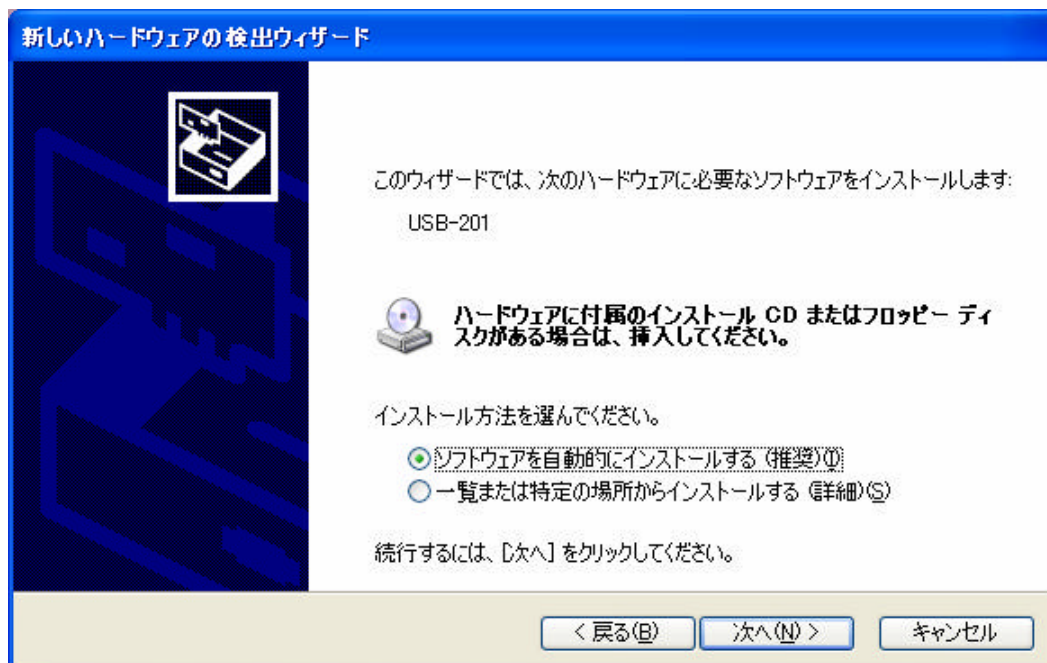 新しいハードウェアの検出ウィザード
このウィザードでは、次のハードウェアに必要なソフトウェアをインストールします:
USB-201
ハードウェアに付属のインストール CD またはフロッピー ディ
スクがある場合は、挿入してください。
インストール方法を選んでください。
ソフトウェアを自動的にインストールする (推奨)(I)
一覧または特定の場所からインストールする (詳細)(S)
続行するには、[次へ] をクリックしてください。
< 戻る(B)
次へ(N) >
キャンセル